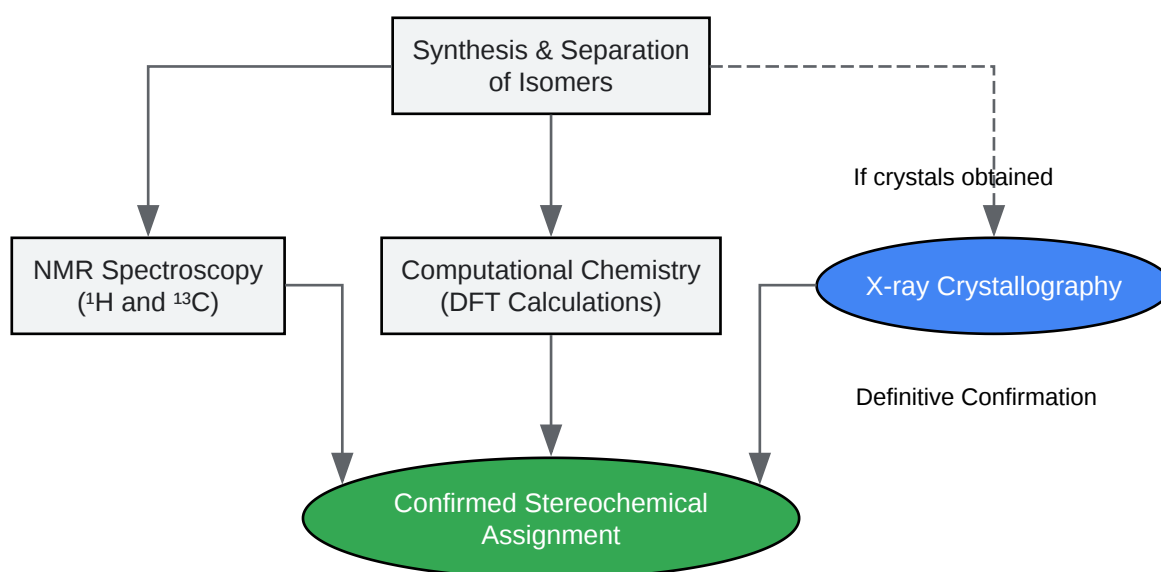 Synthesis & Separation
of Isomers
If crystals obtained
NMR Spectroscopy
(¹H and ¹³C)
Computational Chemistry
(DFT Calculations)
X-ray Crystallography
Definitive Confirmation
Confirmed Stereochemical
Assignment